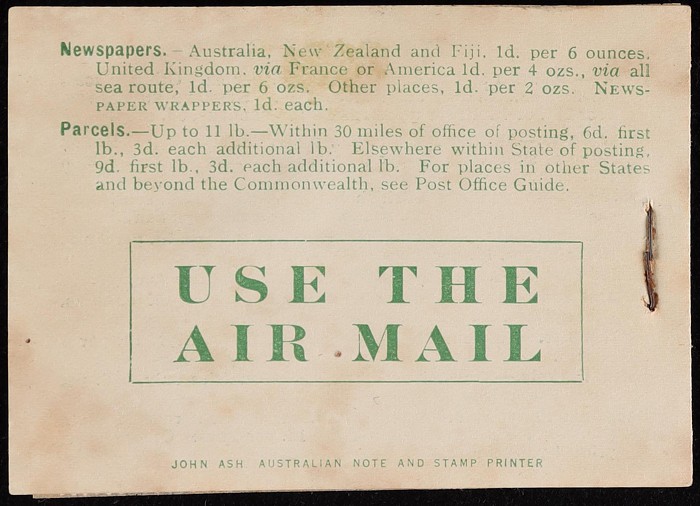 Newspapers.—Australia, New Zealand and Fiji, 1d. per 6 ounces.
United Kingdom, via France or America 1d. per 4 ozs., via all
sea route, 1d. per 6 ozs. Other places, 1d. per 2 ozs. NEWS-
PAPER WRAPPERS, 1d. each.
Parcels.—Up to 11 lb.—Within 30 miles of office of posting, 6d. first
lb., 3d. each additional lb. Elsewhere within State of posting,
9d. first lb., 3d. each additional lb. For places in other States
and beyond the Commonwealth, see Post Office Guide.
USE THE
AIR MAIL
JOHN ASH. AUSTRALIAN NOTE AND STAMP PRINTER